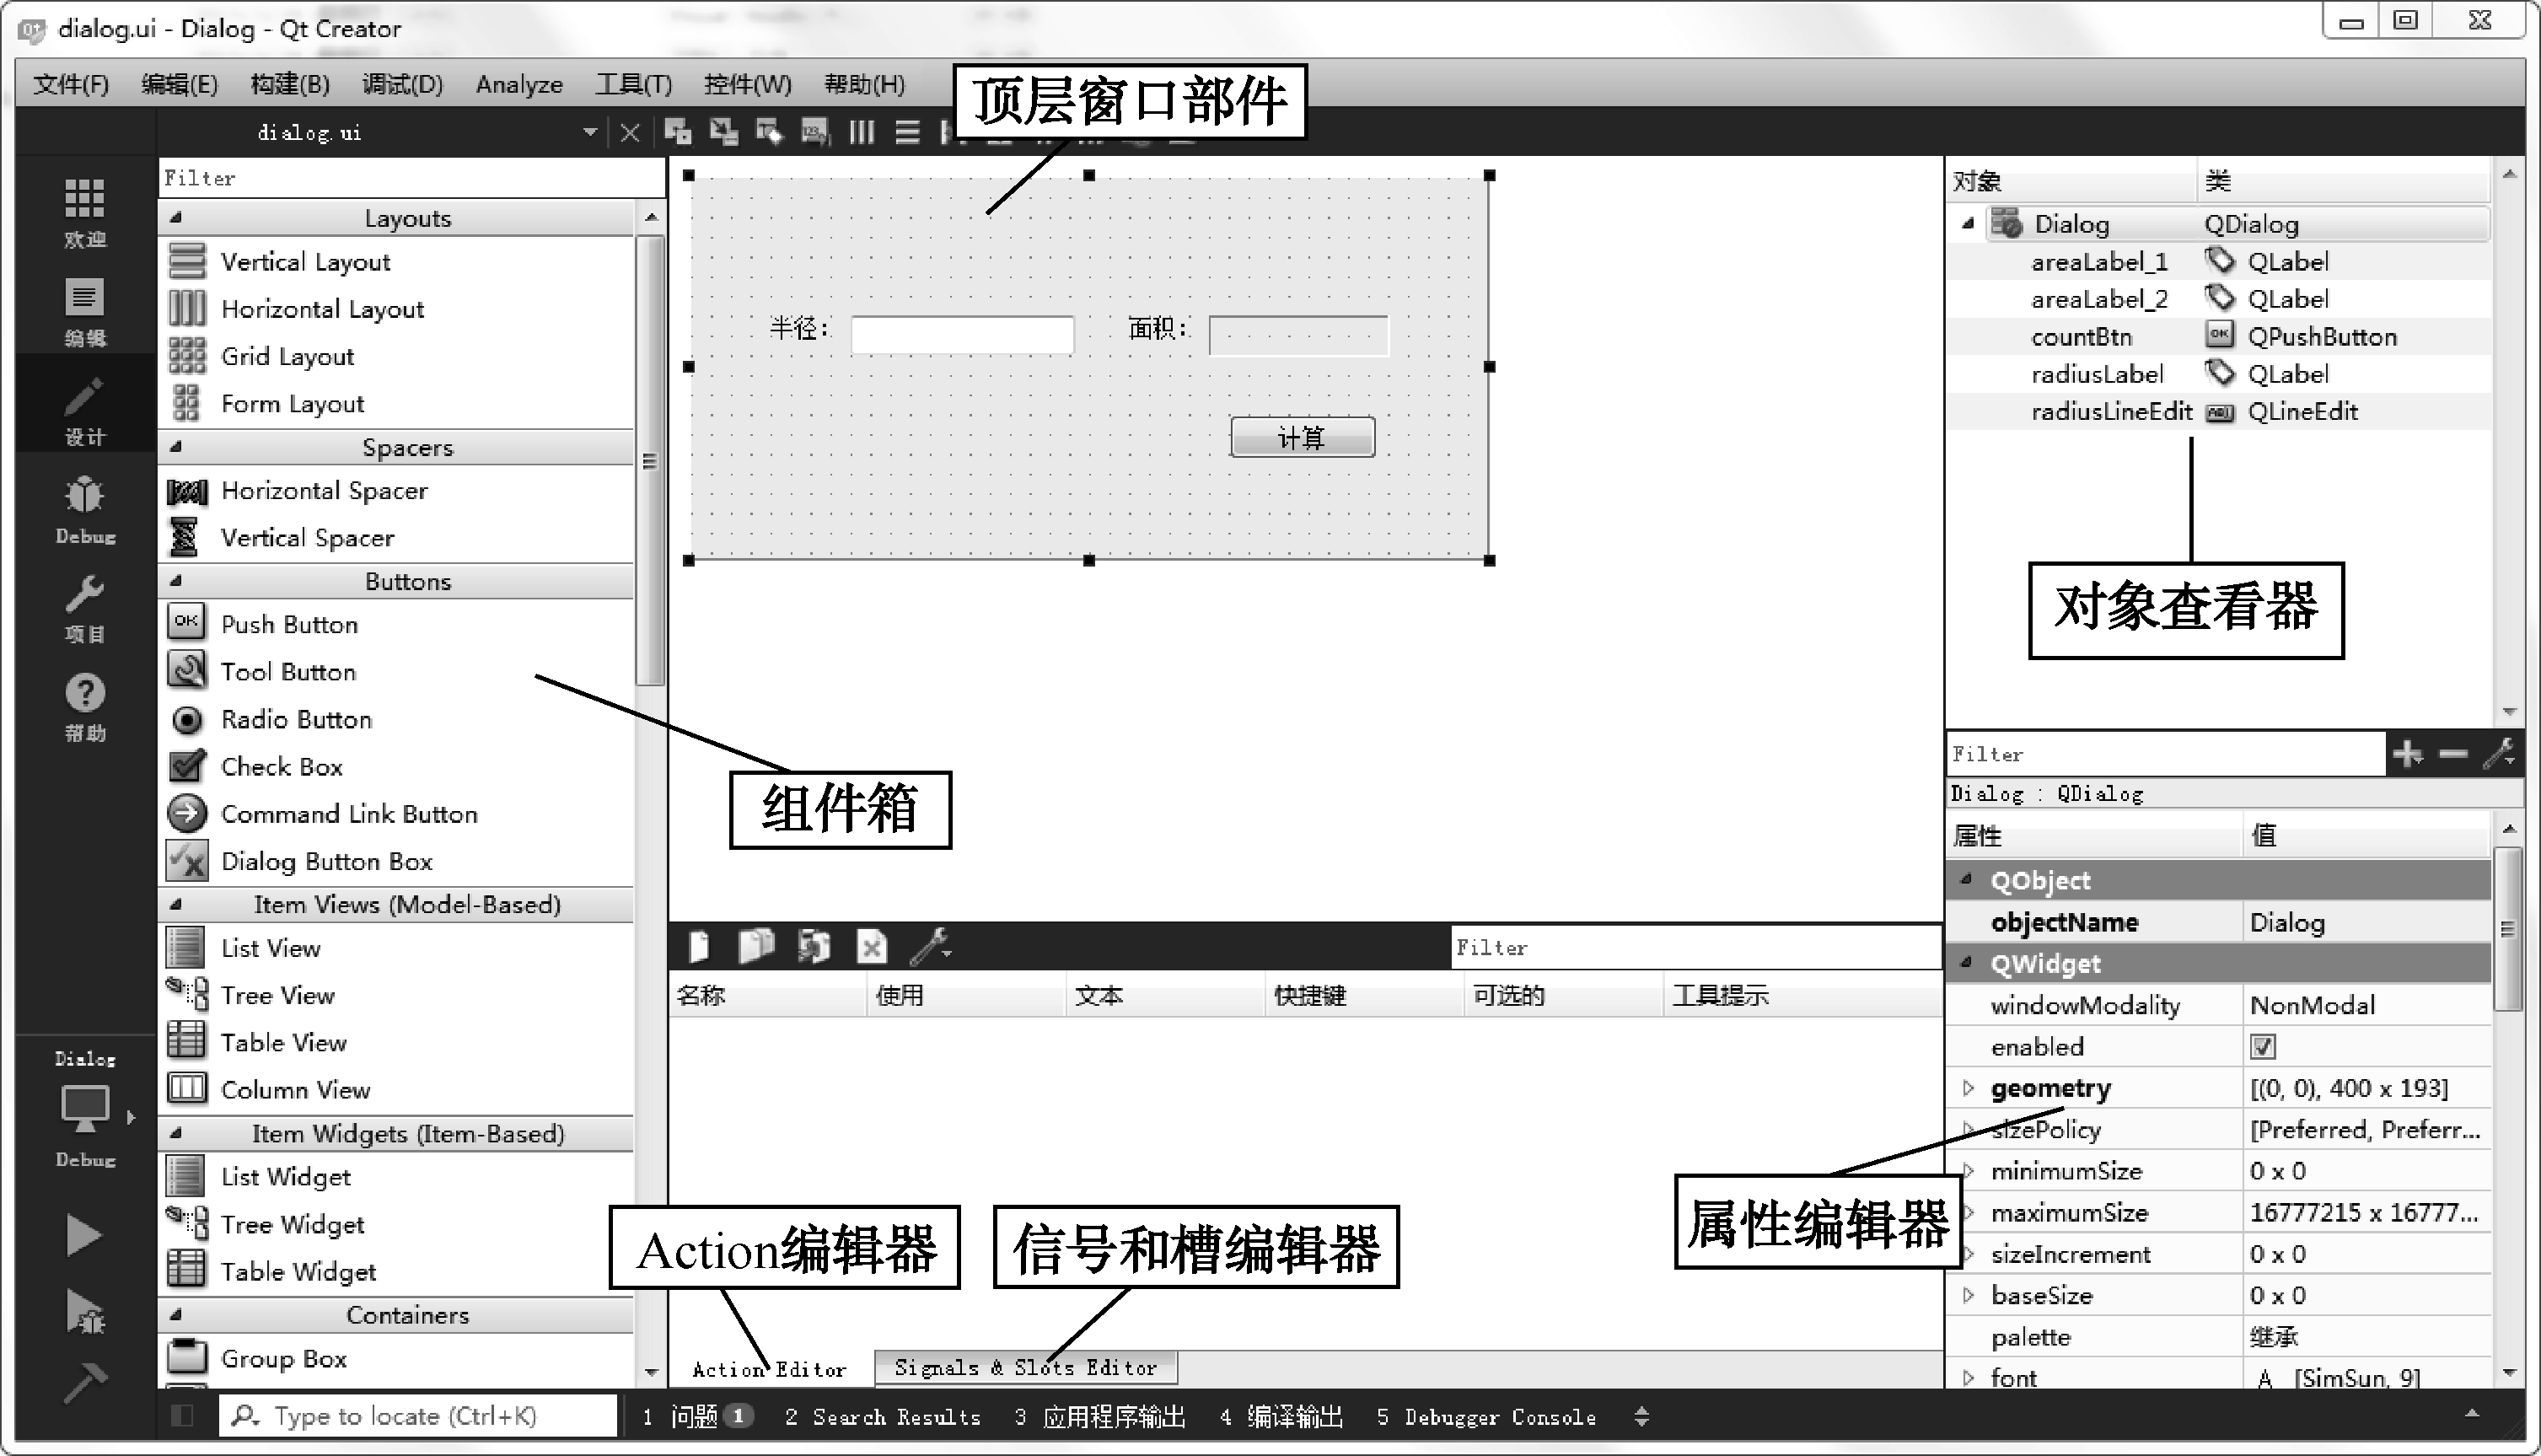 dialog.ui - Dialog - Qt Creator
文件(F) 编辑(E) 构建(B) 调试(D) Analyze 工具(T) 控件(W) 帮助(H)
顶层窗口部件
dialog.ui
欢迎
编辑
设计
Debug
项目
帮助
Dialog
Debug
Filter
Layouts
Vertical Layout
Horizontal Layout
Grid Layout
Form Layout
Spacers
Horizontal Spacer
Vertical Spacer
Buttons
OK Push Button
Tool Button
Radio Button
Check Box
Command Link Button
Dialog Button Box
Item Views (Model-Based)
List View
Tree View
Table View
Column View
Item Widgets (Item-Based)
List Widget
Tree Widget
Table Widget
Containers
Group Box
组件箱
半径: 面积:
计算
Filter
名称 使用 文本 快捷键 可选的 工具提示
Action编辑器 信号和槽编辑器
Action Editor Signals & Slots Editor
对象 类
Dialog QDialog
areaLabel_1 QLabel
areaLabel_2 QLabel
countBtn OK QPushButton
radiusLabel QLabel
radiusLineEdit QLineEdit
对象查看器
Filter
Dialog : QDialog
属性 值
QObject
objectName Dialog
QWidget
windowModality NonModal
enabled
geometry [(0, 0), 400 x 193]
sizePolicy [Preferred, Preferr...
minimumSize 0 x 0
maximumSize 16777215 x 16777...
sizeIncrement 0 x 0
baseSize 0 x 0
palette 继承
font A [SimSun, 9]
属性编辑器
Type to locate (Ctrl+K) 1 问题 1 2 Search Results 3 应用程序输出 4 编译输出 5 Debugger Console